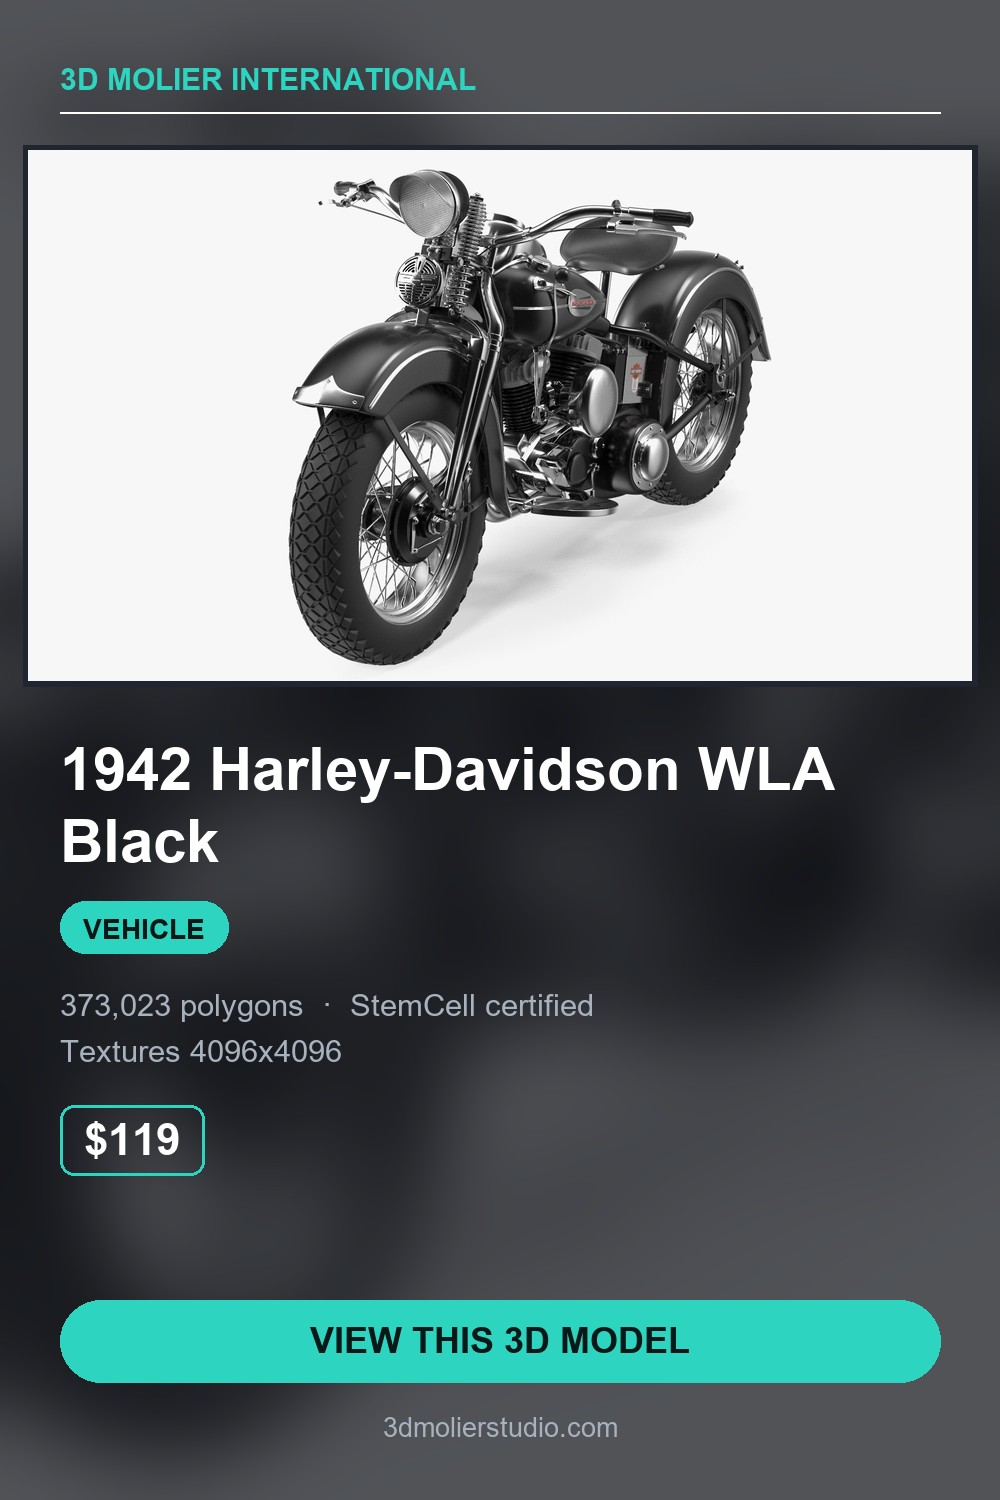 3D MOLIER INTERNATIONAL
1942 Harley-Davidson WLA
Black
VEHICLE
373,023 polygons · StemCell certified
Textures 4096x4096
$119
VIEW THIS 3D MODEL
3dmolierstudio.com